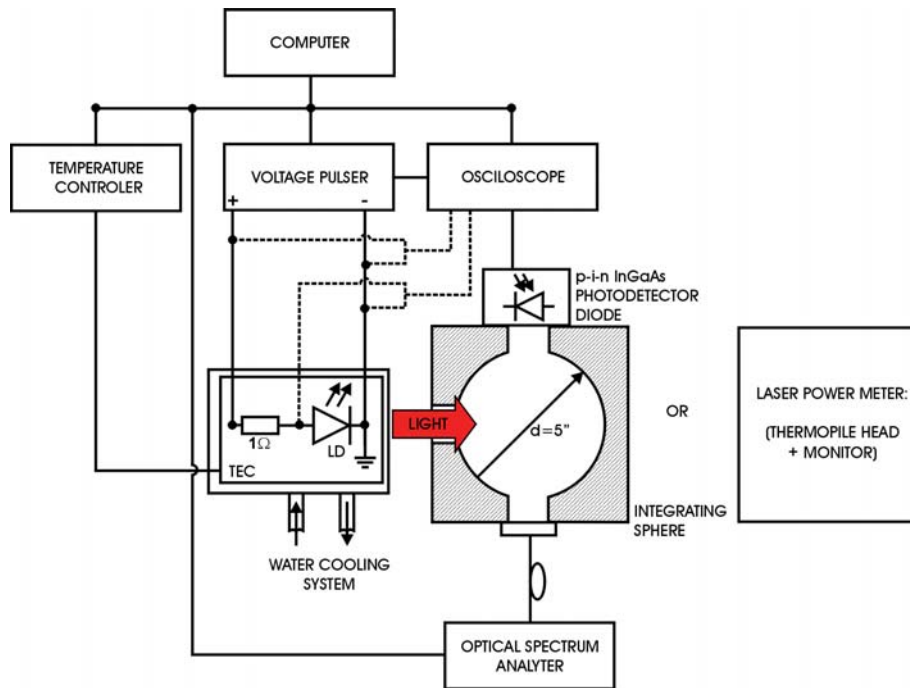 COMPUTER
TEMPERATURE
CONTROLER
VOLTAGE PULSER
+ -
OSCILOSCOPE
p-i-n InGaAs
PHOTODETECTOR
DIODE
1Ω
LD
TEC
LIGHT
d=5"
OR
LASER POWER METER:
(THERMOPILE HEAD
+ MONITOR)
INTEGRATING
SPHERE
WATER COOLING
SYSTEM
OPTICAL SPECTRUM
ANALYTER